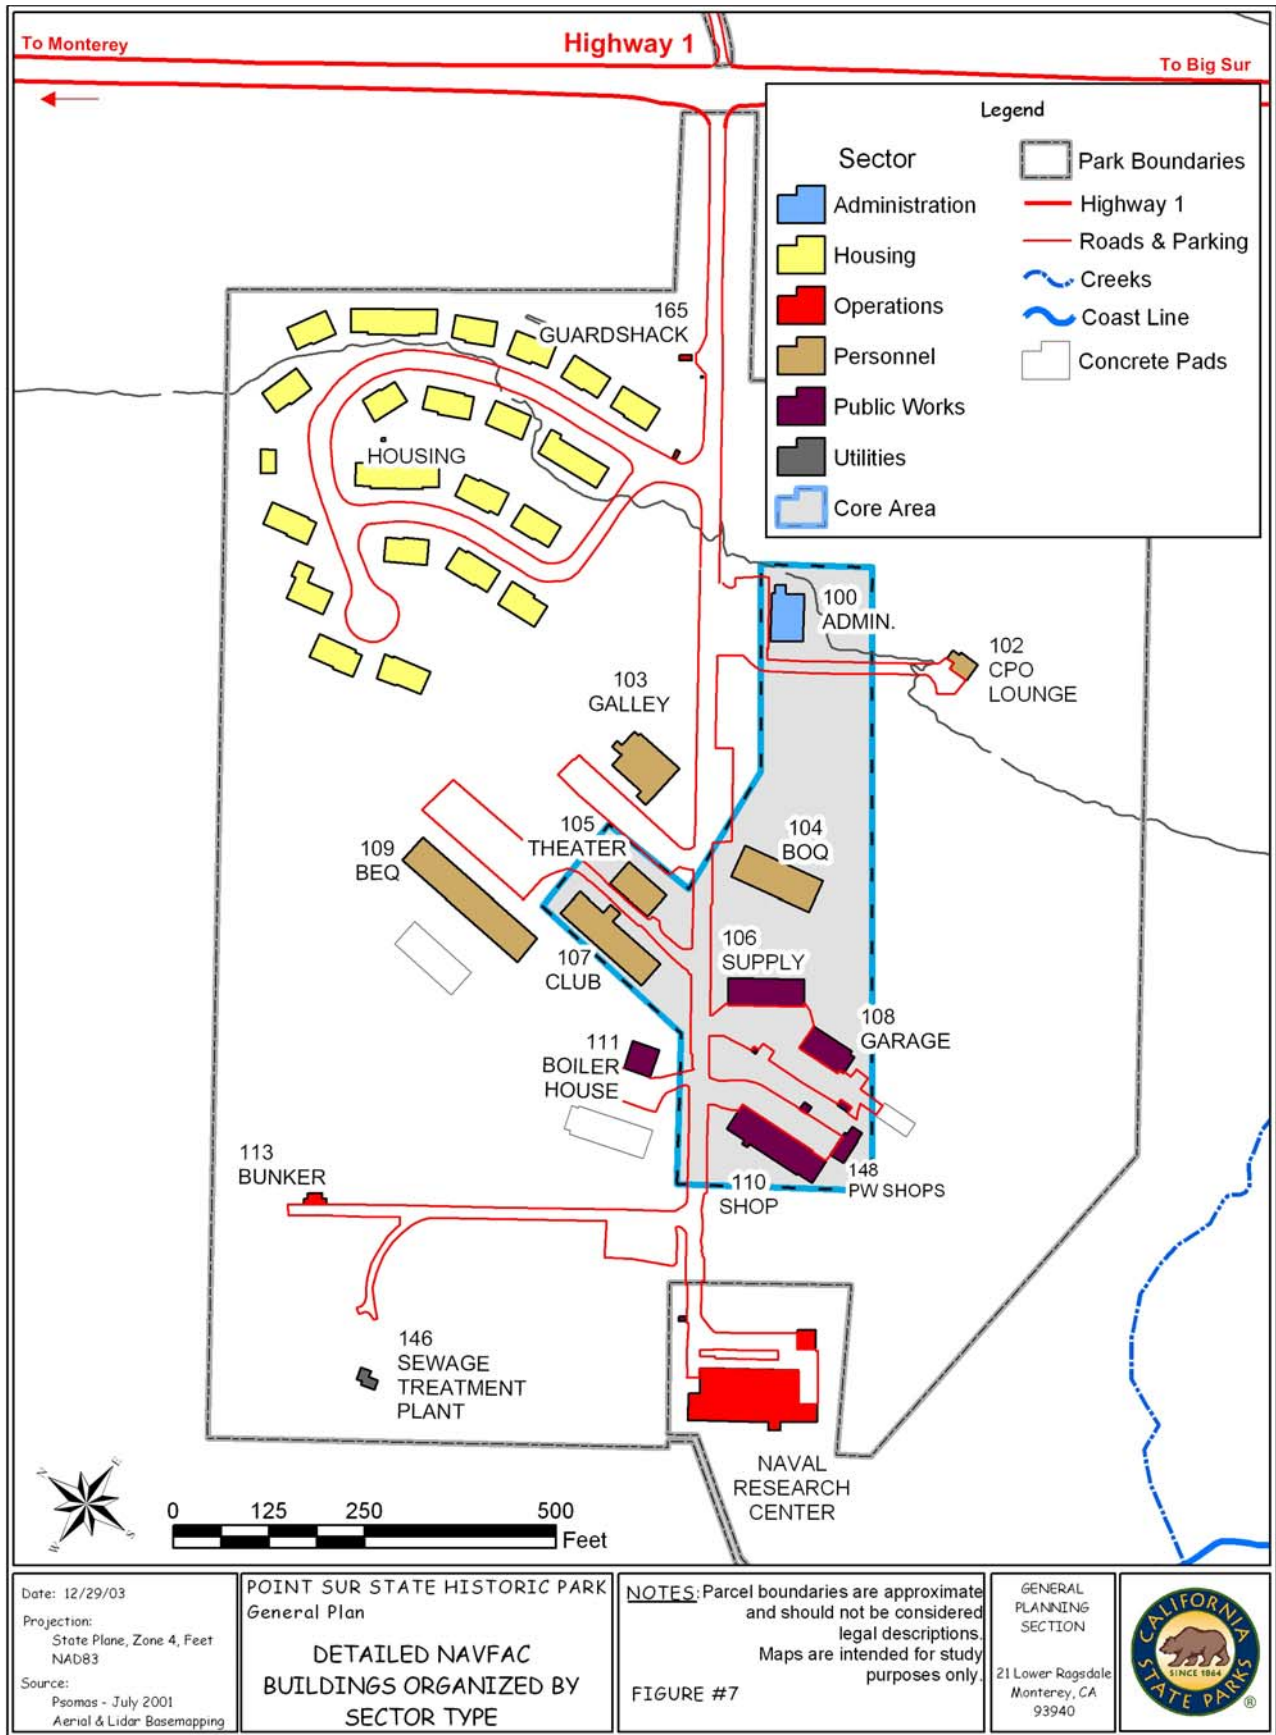 To Monterey
Highway 1
To Big Sur
Legend
Sector
Administration
Housing
Operations
Personnel
Public Works
Utilities
Core Area
Park Boundaries
Highway 1
Roads & Parking
Creeks
Coast Line
Concrete Pads
165
GUARDSHACK
HOUSING
100
ADMIN.
102
CPO
LOUNGE
103
GALLEY
105
THEATER
104
BOQ
109
BEQ
106
SUPPLY
107
CLUB
108
GARAGE
111
BOILER
HOUSE
113
BUNKER
110
SHOP
148
PW SHOPS
146
SEWAGE
TREATMENT
PLANT
NAVAL
RESEARCH
CENTER
N
E
W
S
0 125 250 500
Feet
Date: 12/29/03
Projection:
State Plane, Zone 4, Feet
NAD83
Source:
Psomas - July 2001
Aerial & Lidar Basemapping
POINT SUR STATE HISTORIC PARK
General Plan
DETAILED NAVFAC
BUILDINGS ORGANIZED BY
SECTOR TYPE
NOTES: Parcel boundaries are approximate
and should not be considered
legal descriptions.
Maps are intended for study
purposes only.
FIGURE #7
GENERAL
PLANNING
SECTION
21 Lower Ragsdale
Monterey, CA
93940
CALIFORNIA
SINCE 1864
STATE PARKS
®